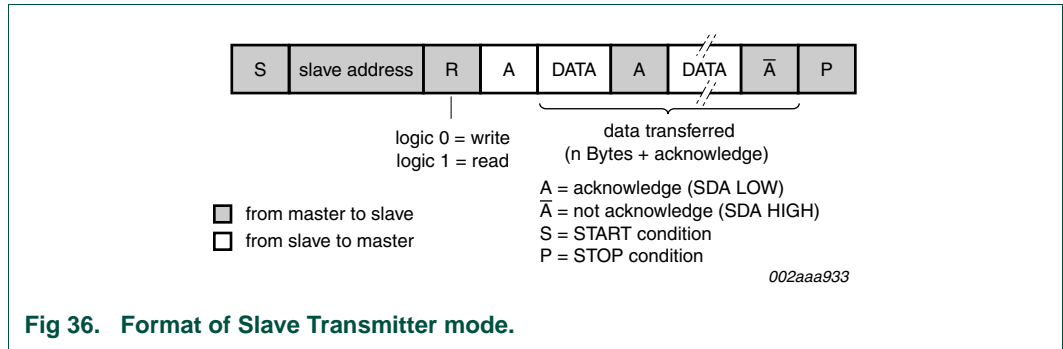 S slave address R A DATA A DATA A̅ P
logic 0 = write
logic 1 = read
data transferred
(n Bytes + acknowledge)
A = acknowledge (SDA LOW)
A̅ = not acknowledge (SDA HIGH)
S = START condition
P = STOP condition
from master to slave
from slave to master
002aaa933
Fig 36. Format of Slave Transmitter mode.